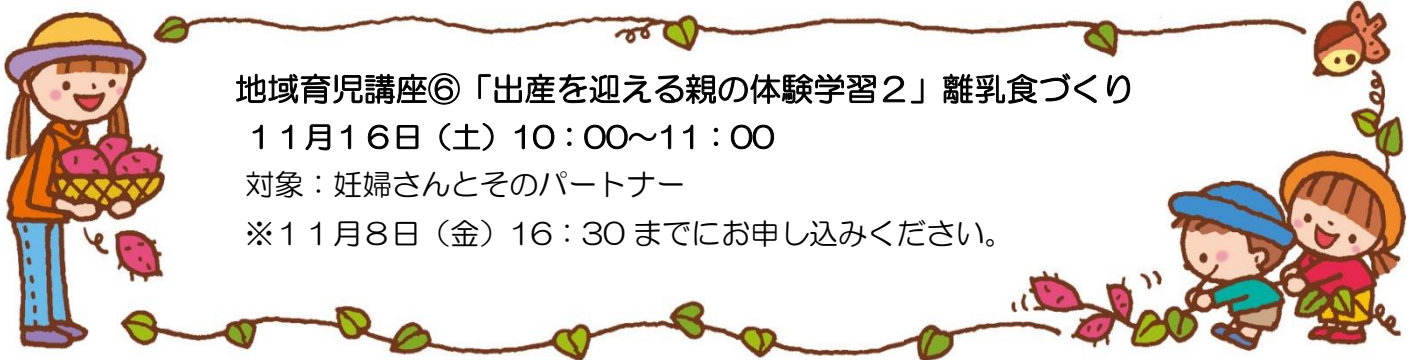 地域育児講座⑥「出産を迎える親の体験学習２」離乳食づくり
１１月１６日（土）１０：００～１１：００
対象：妊婦さんとそのパートナー
※１１月８日（金）１６：３０までにお申し込みください。